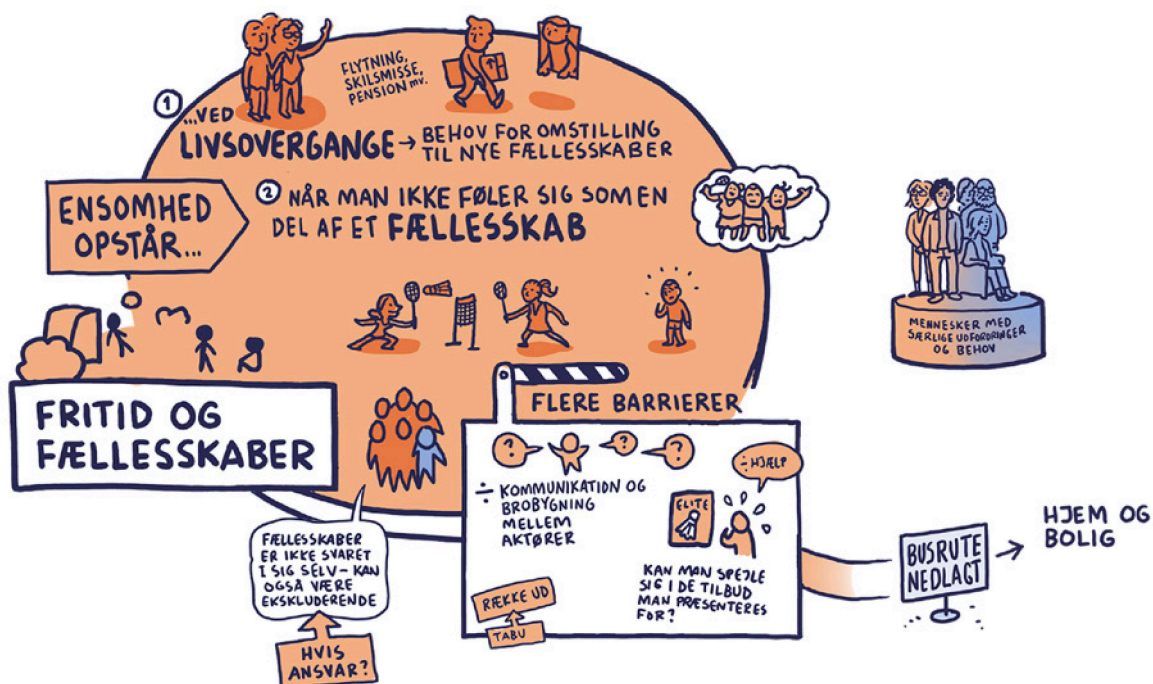 FLYTNING,
SKILSMISSE,
PENSION mv.
1
...VED
LIVSOVERGANGE → BEHOV FOR OMSTILLING
TIL NYE FÆLLESSKABER
ENSOMHED
OPSTÅR...
2 NÅR MAN IKKE FØLER SIG SOM EN
DEL AF ET FÆLLESSKAB
MENNESKER MED
SÆRLIGE UDFORDRINGER
OG BEHOV
FRITID OG
FÆLLESSKABER
FLERE BARRIERER
? ? ?
÷ HJÆLP
÷ KOMMUNIKATION OG
BROBYGNING
MELLEM
AKTØRER
ELITE
KAN MAN SPEJLE
SIG I DE TILBUD
MAN PRÆSENTERES
FOR?
RÆKKE UD
TABU
FÆLLESSKABER
ER IKKE SVARET
I SIG SELV – KAN
OGSÅ VÆRE
EKSKLUDERENDE
HVIS
ANSVAR?
BUSRUTE
NEDLAGT
→ HJEM OG
BOLIG